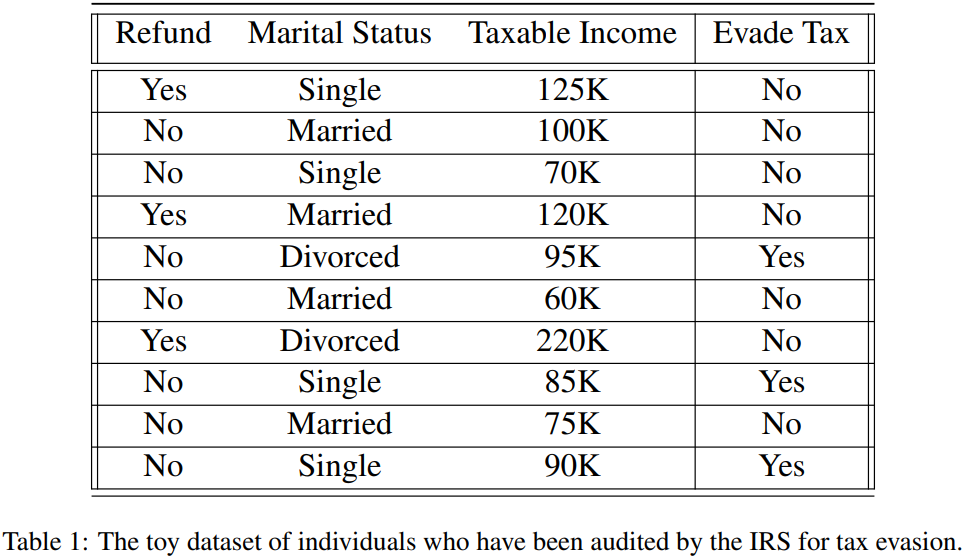 Refund Marital Status Taxable Income Evade Tax
Yes Single 125K No
No Married 100K No
No Single 70K No
Yes Married 120K No
No Divorced 95K Yes
No Married 60K No
Yes Divorced 220K No
No Single 85K Yes
No Married 75K No
No Single 90K Yes
Table 1: The toy dataset of individuals who have been audited by the IRS for tax evasion.